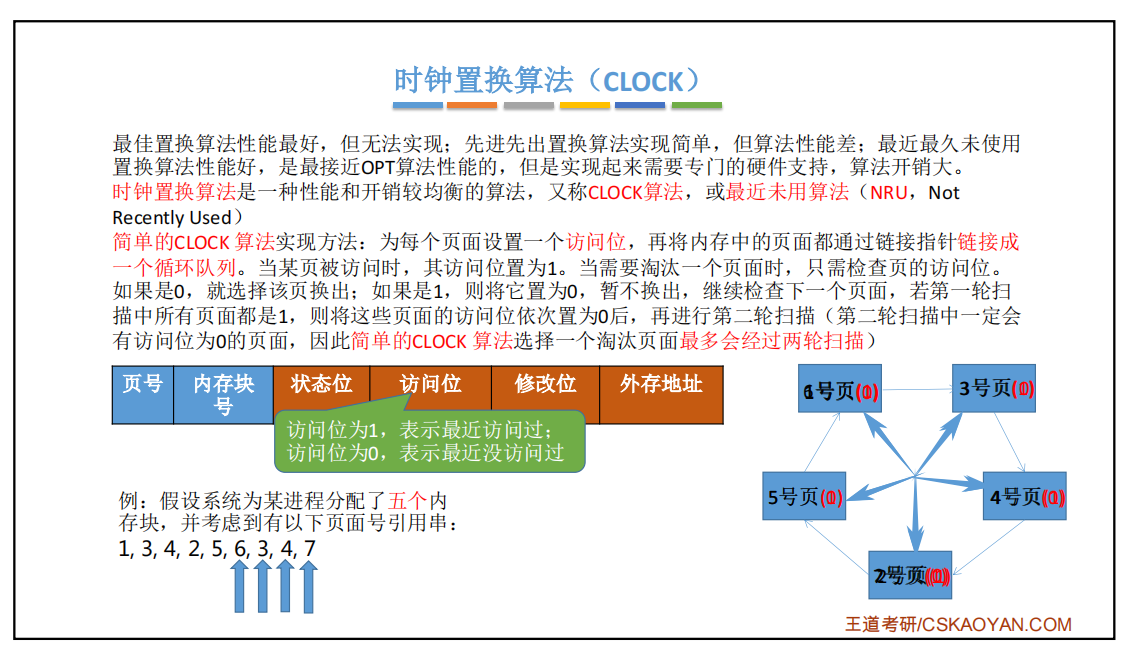 时钟置换算法（CLOCK）
最佳置换算法性能最好，但无法实现；先进先出置换算法实现简单，但算法性能差；最近最久未使用
置换算法性能好，是最接近OPT算法性能的，但是实现起来需要专门的硬件支持，算法开销大。
时钟置换算法是一种性能和开销较均衡的算法，又称CLOCK算法，或最近未用算法（NRU，Not
Recently Used）
简单的CLOCK 算法实现方法：为每个页面设置一个访问位，再将内存中的页面都通过链接指针链接成
一个循环队列。当某页被访问时，其访问位置为1。当需要淘汰一个页面时，只需检查页的访问位。
如果是0，就选择该页换出；如果是1，则将它置为0，暂不换出，继续检查下一个页面，若第一轮扫
描中所有页面都是1，则将这些页面的访问位依次置为0后，再进行第二轮扫描（第二轮扫描中一定会
有访问位为0的页面，因此简单的CLOCK 算法选择一个淘汰页面最多会经过两轮扫描）
页号 内存块号 状态位 访问位 修改位 外存地址
访问位为1，表示最近访问过；
访问位为0，表示最近没访问过
例：假设系统为某进程分配了五个内
存块，并考虑到有以下页面号引用串：
1, 3, 4, 2, 5, 6, 3, 4, 7
号页
3号页
5号页
4号页
号页
王道考研/CSKAOYAN.COM